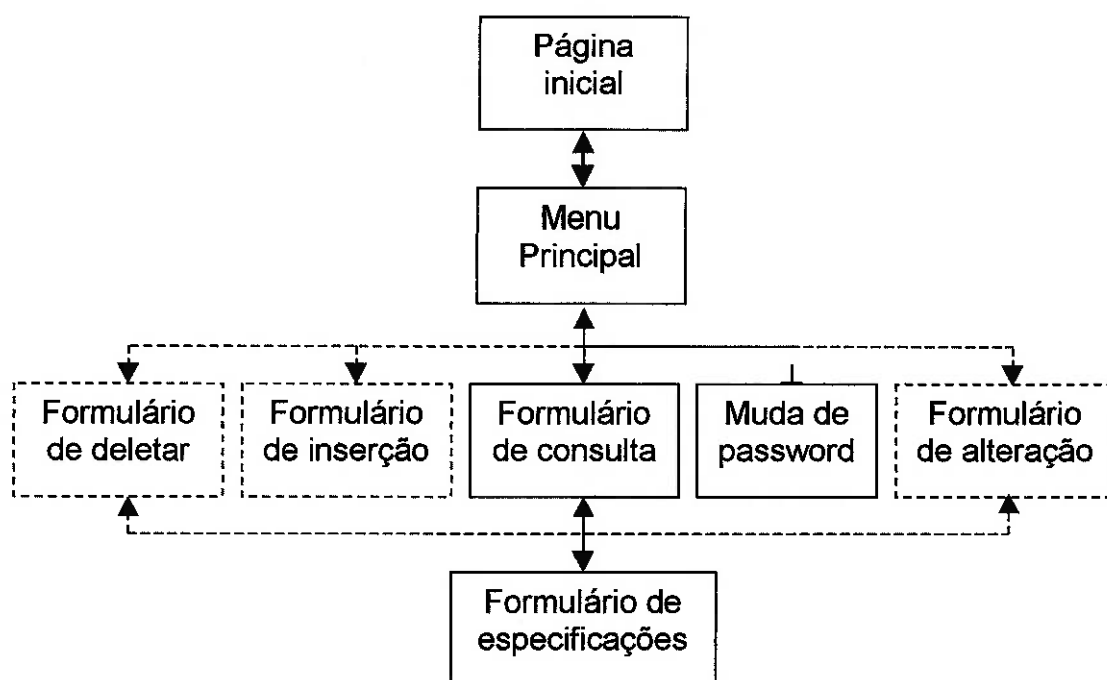 Página
inicial
Menu
Principal
Formulário
de deletar
Formulário
de inserção
Formulário
de consulta
Muda de
password
Formulário
de alteração
Formulário de
especificações